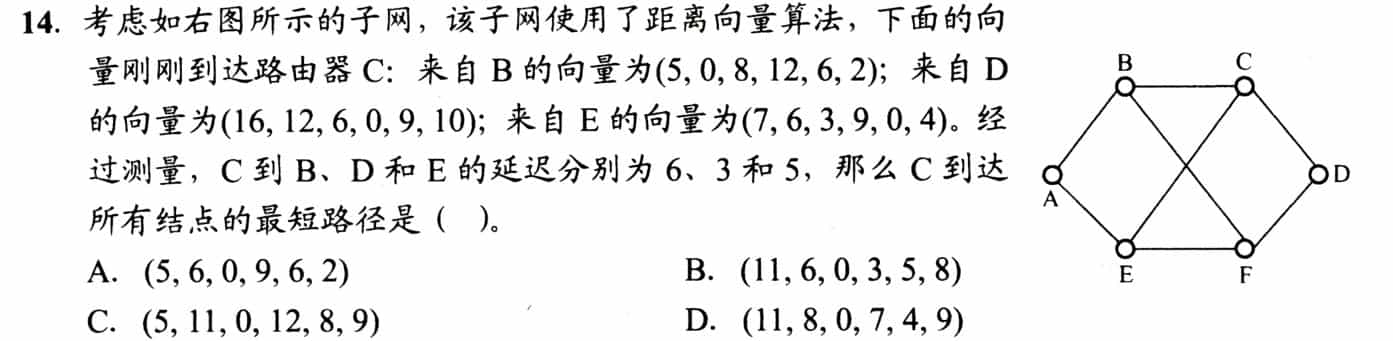 14. 考虑如右图所示的子网，该子网使用了距离向量算法，下面的向
量刚刚到达路由器 C：来自 B 的向量为(5, 0, 8, 12, 6, 2)；来自 D
的向量为(16, 12, 6, 0, 9, 10)；来自 E 的向量为(7, 6, 3, 9, 0, 4)。经
过测量，C 到 B、D 和 E 的延迟分别为 6、3 和 5，那么 C 到达
所有结点的最短路径是（ ）。
A. (5, 6, 0, 9, 6, 2) B. (11, 6, 0, 3, 5, 8)
C. (5, 11, 0, 12, 8, 9) D. (11, 8, 0, 7, 4, 9)
B C
A D
E F